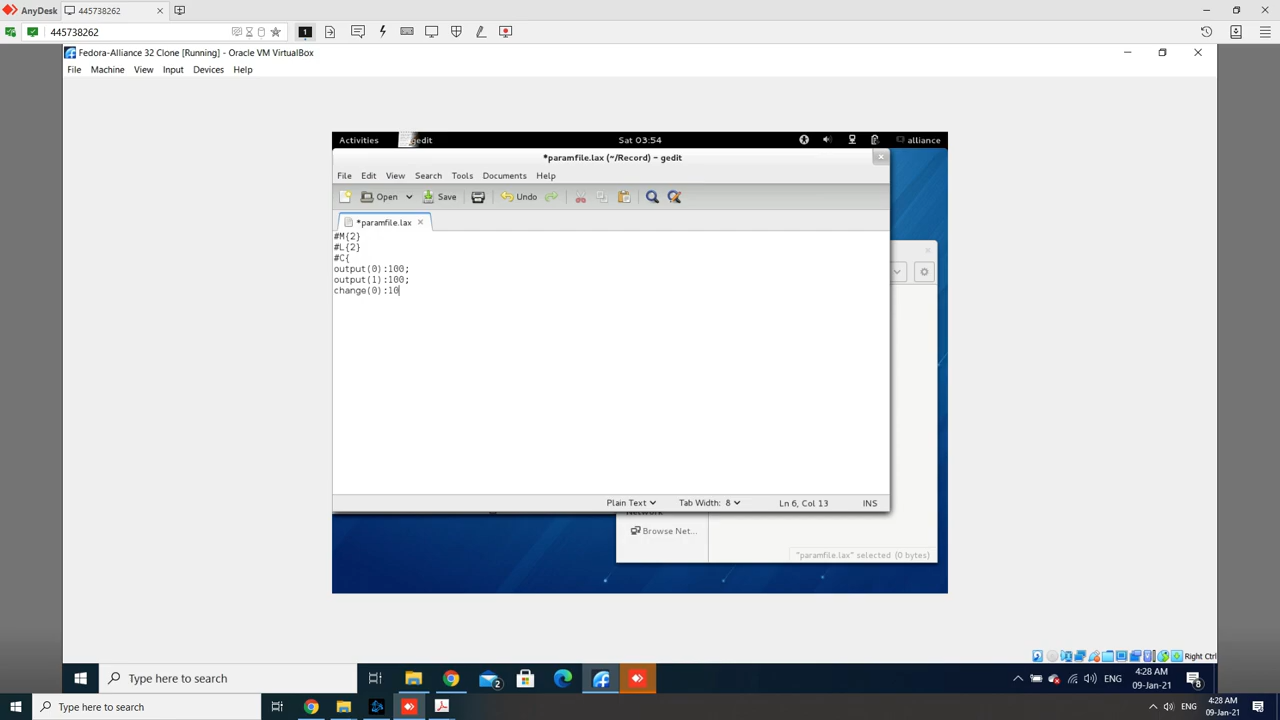 AnyDesk 445738262
445738262 1
Fedora-Alliance 32 Clone [Running] - Oracle VM VirtualBox
File Machine View Input Devices Help
Activities gedit Sat 03:54 alliance
*paramfile.lax (~/Record) - gedit
File Edit View Search Tools Documents Help
Open Save Undo
*paramfile.lax
#M{2}
#L{2}
#C{
output(0):100;
output(1):100;
change(0):10
Plain Text Tab Width: 8 Ln 6, Col 13 INS
Browse Net...
"paramfile.lax" selected (0 bytes)
Right Ctrl
Type here to search 2 ENG 4:28 AM 8
09-Jan-21
Type here to search ENG 4:28 AM
09-Jan-21